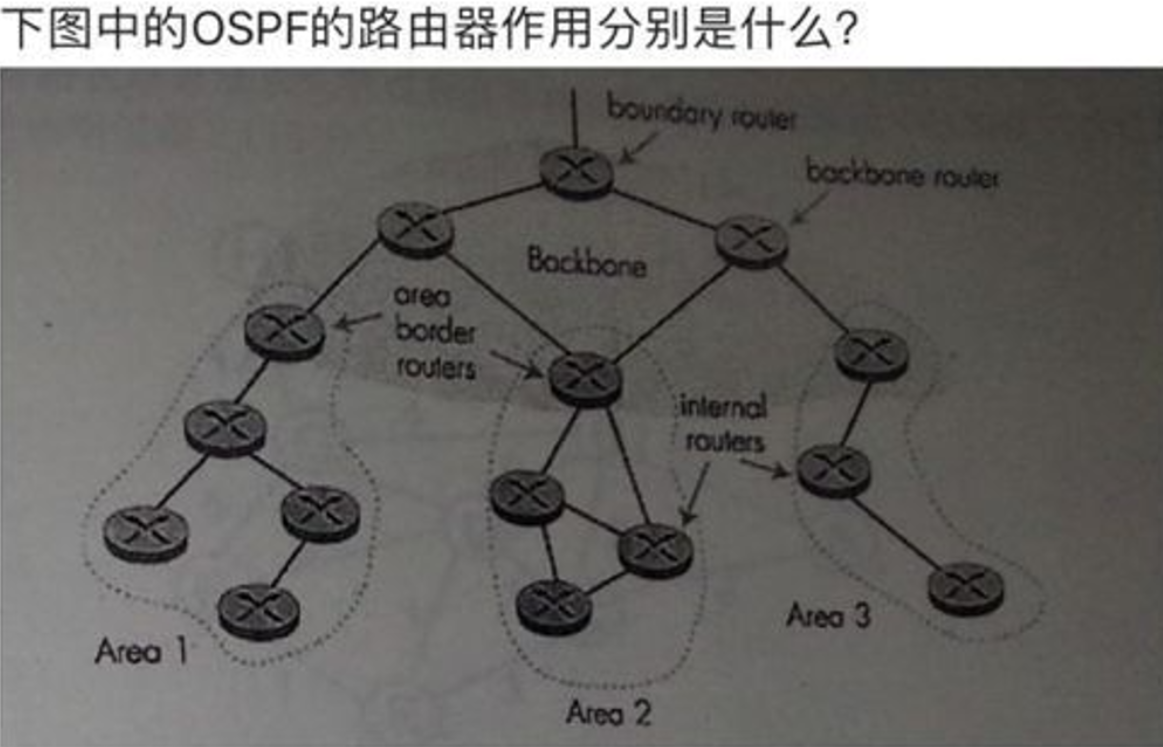 下图中的OSPF的路由器作用分别是什么?
boundary router
backbone router
Backbone
area
border
routers
internal
routers
Area 1
Area 2
Area 3